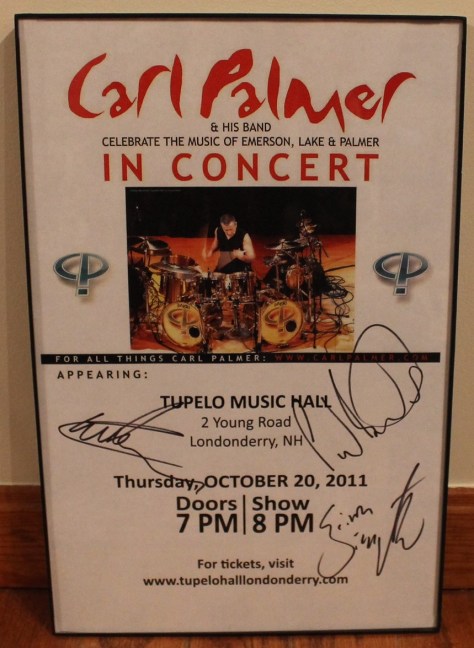 Carl Palmer
& HIS BAND
CELEBRATE THE MUSIC OF EMERSON, LAKE & PALMER
IN CONCERT
FOR ALL THINGS CARL PALMER: WWW.CARLPALMER.COM
APPEARING:
TUPELO MUSIC HALL
2 Young Road
Londonderry, NH
Thursday, OCTOBER 20, 2011
Doors | Show
7 PM | 8 PM
For tickets, visit
www.tupelohalllondonderry.com